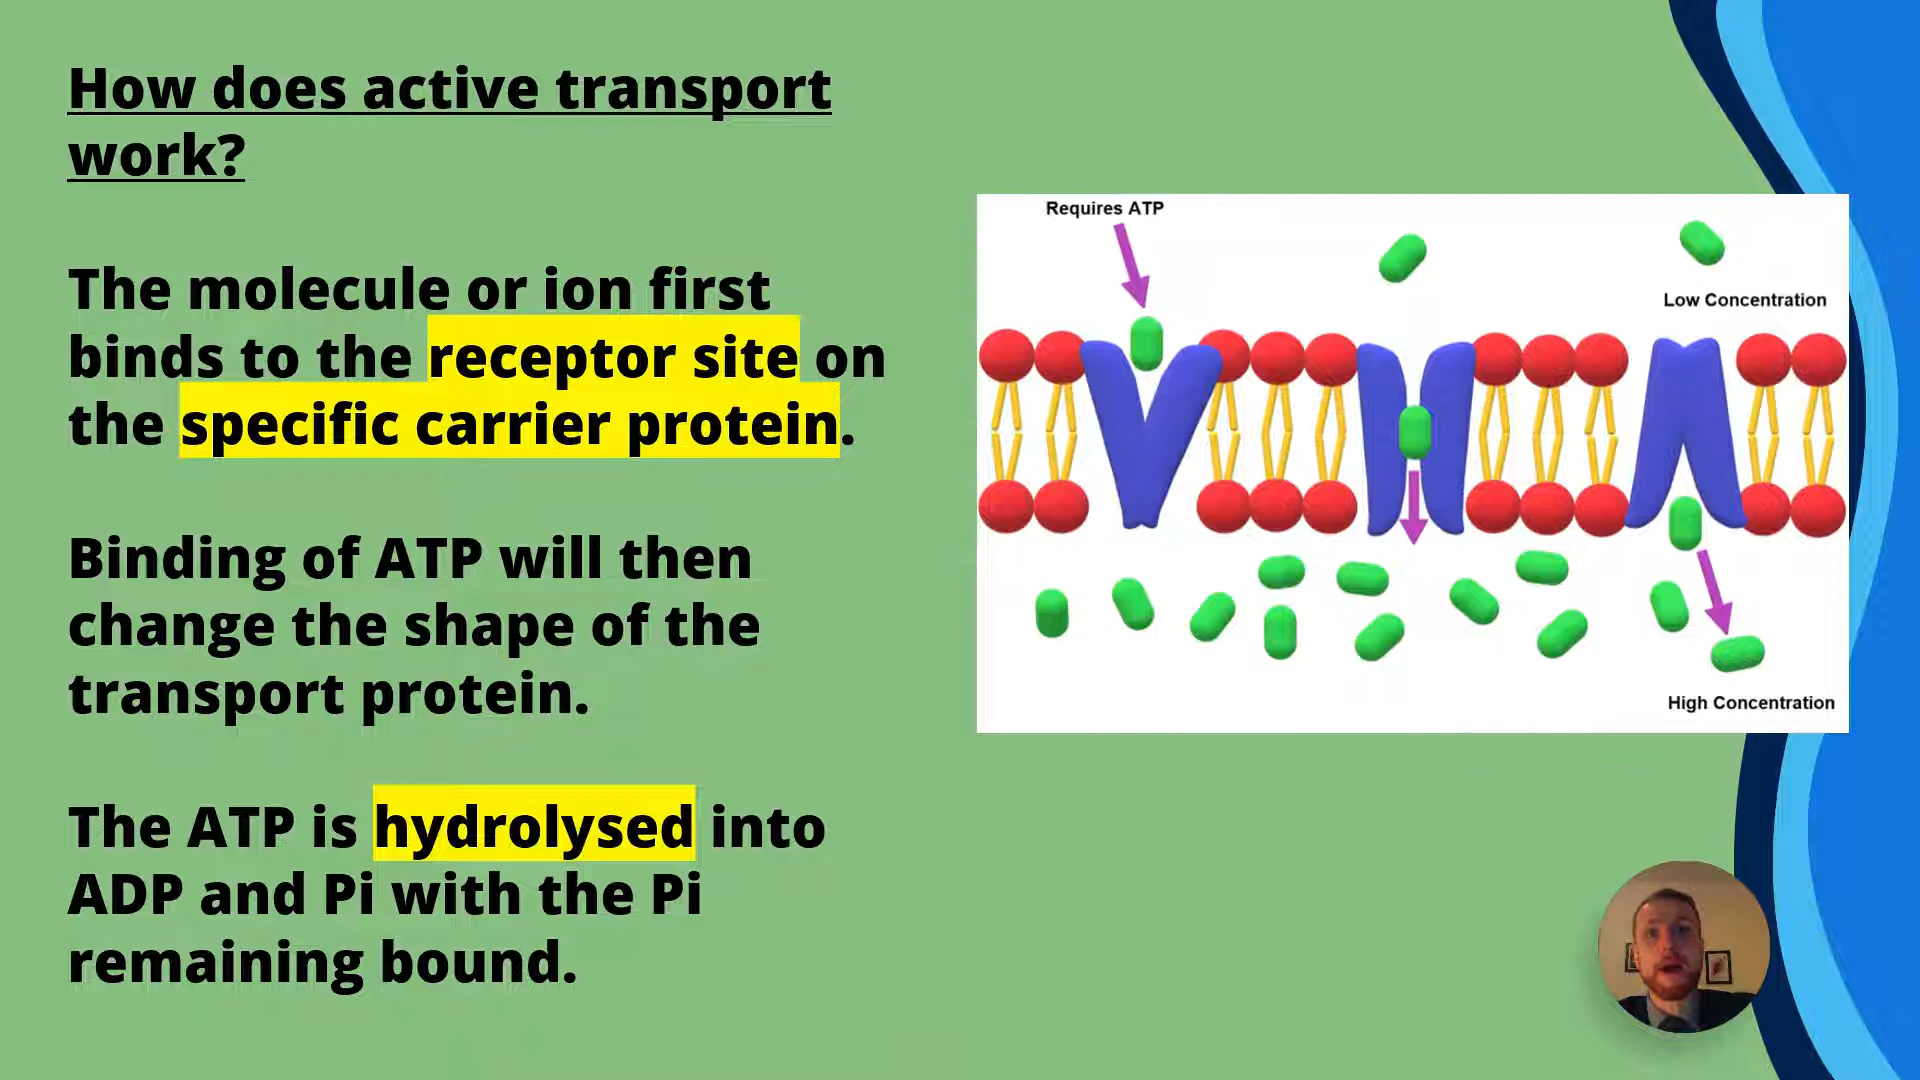 How does active transport
work?
The molecule or ion first
binds to the receptor site on
the specific carrier protein.
Binding of ATP will then
change the shape of the
transport protein.
The ATP is hydrolysed into
ADP and Pi with the Pi
remaining bound.
Requires ATP
Low Concentration
High Concentration